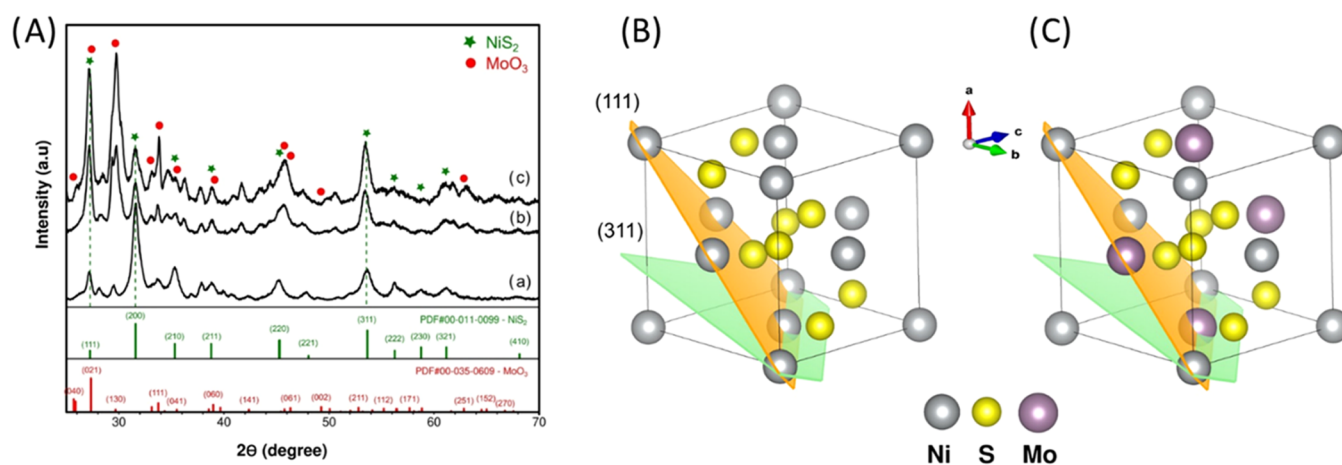 (A)
NiS₂
MoO₃
(c)
(b)
(a)
Intensity (a.u)
PDF#00-011-0099 - NiS₂
(111)
(200)
(210)
(211)
(220)
(221)
(311)
(222)
(230)
(321)
(410)
PDF#00-035-0609 - MoO₃
(040)
(021)
(130)
(111)
(041)
(060)
(141)
(061)
(002)
(211)
(112)
(171)
(251)
(152)
(270)
30
40
50
60
70
2Θ (degree)
(B)
(111)
(311)
a
c
b
(C)
Ni
S
Mo